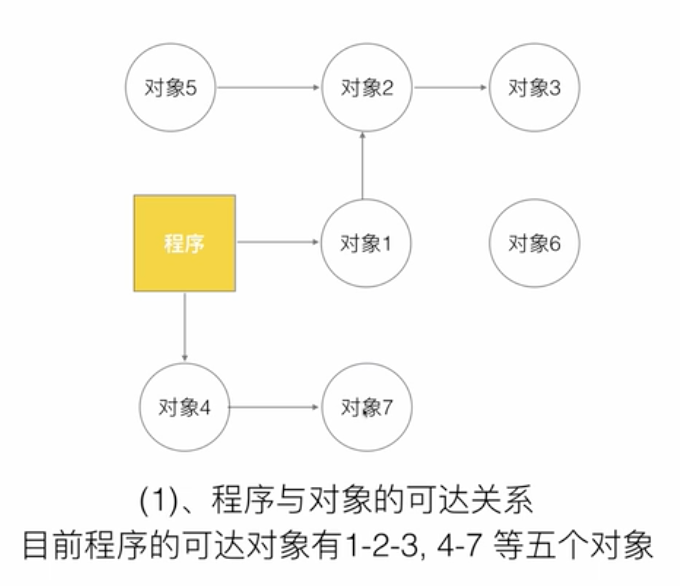 对象5
对象2
对象3
程序
对象1
对象6
对象4
对象7
(1)、程序与对象的可达关系
目前程序的可达对象有1-2-3, 4-7 等五个对象